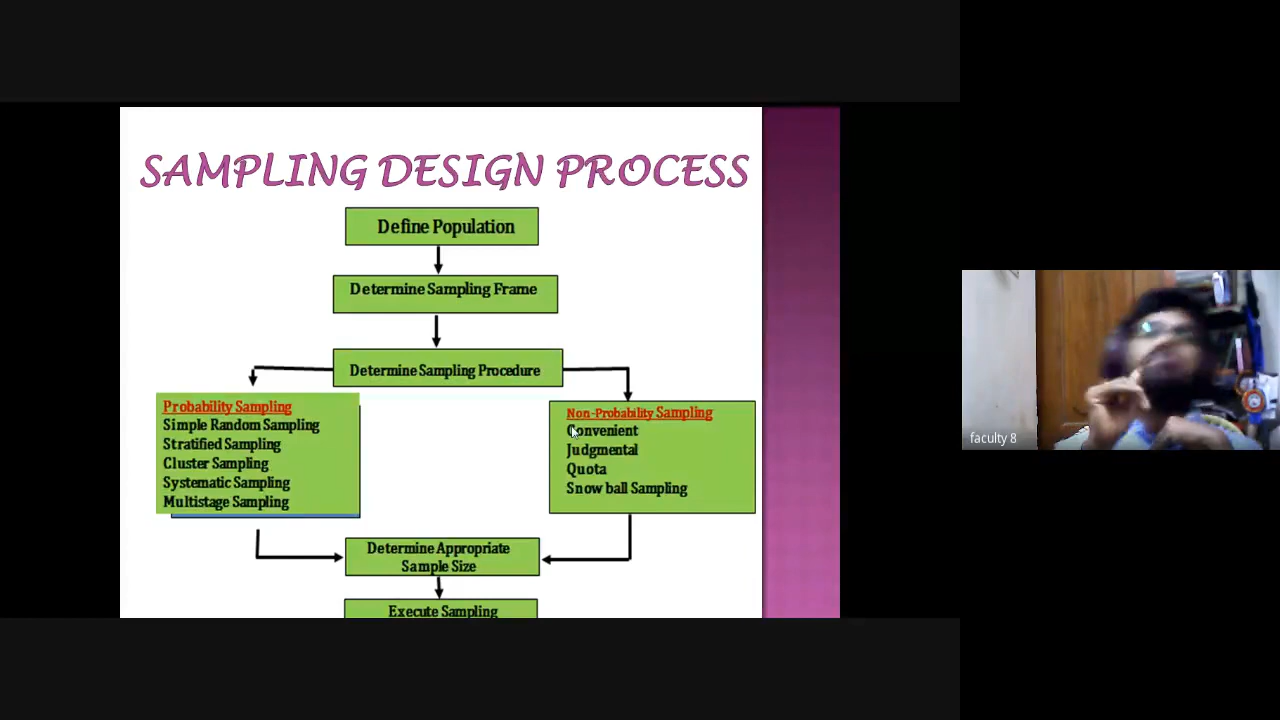 SAMPLING DESIGN PROCESS
Define Population
Determine Sampling Frame
Determine Sampling Procedure
Probability Sampling
Simple Random Sampling
Stratified Sampling
Cluster Sampling
Systematic Sampling
Multistage Sampling
Non-Probability Sampling
Convenient
Judgmental
Quota
Snow ball Sampling
Determine Appropriate
Sample Size
Execute Sampling
faculty 8